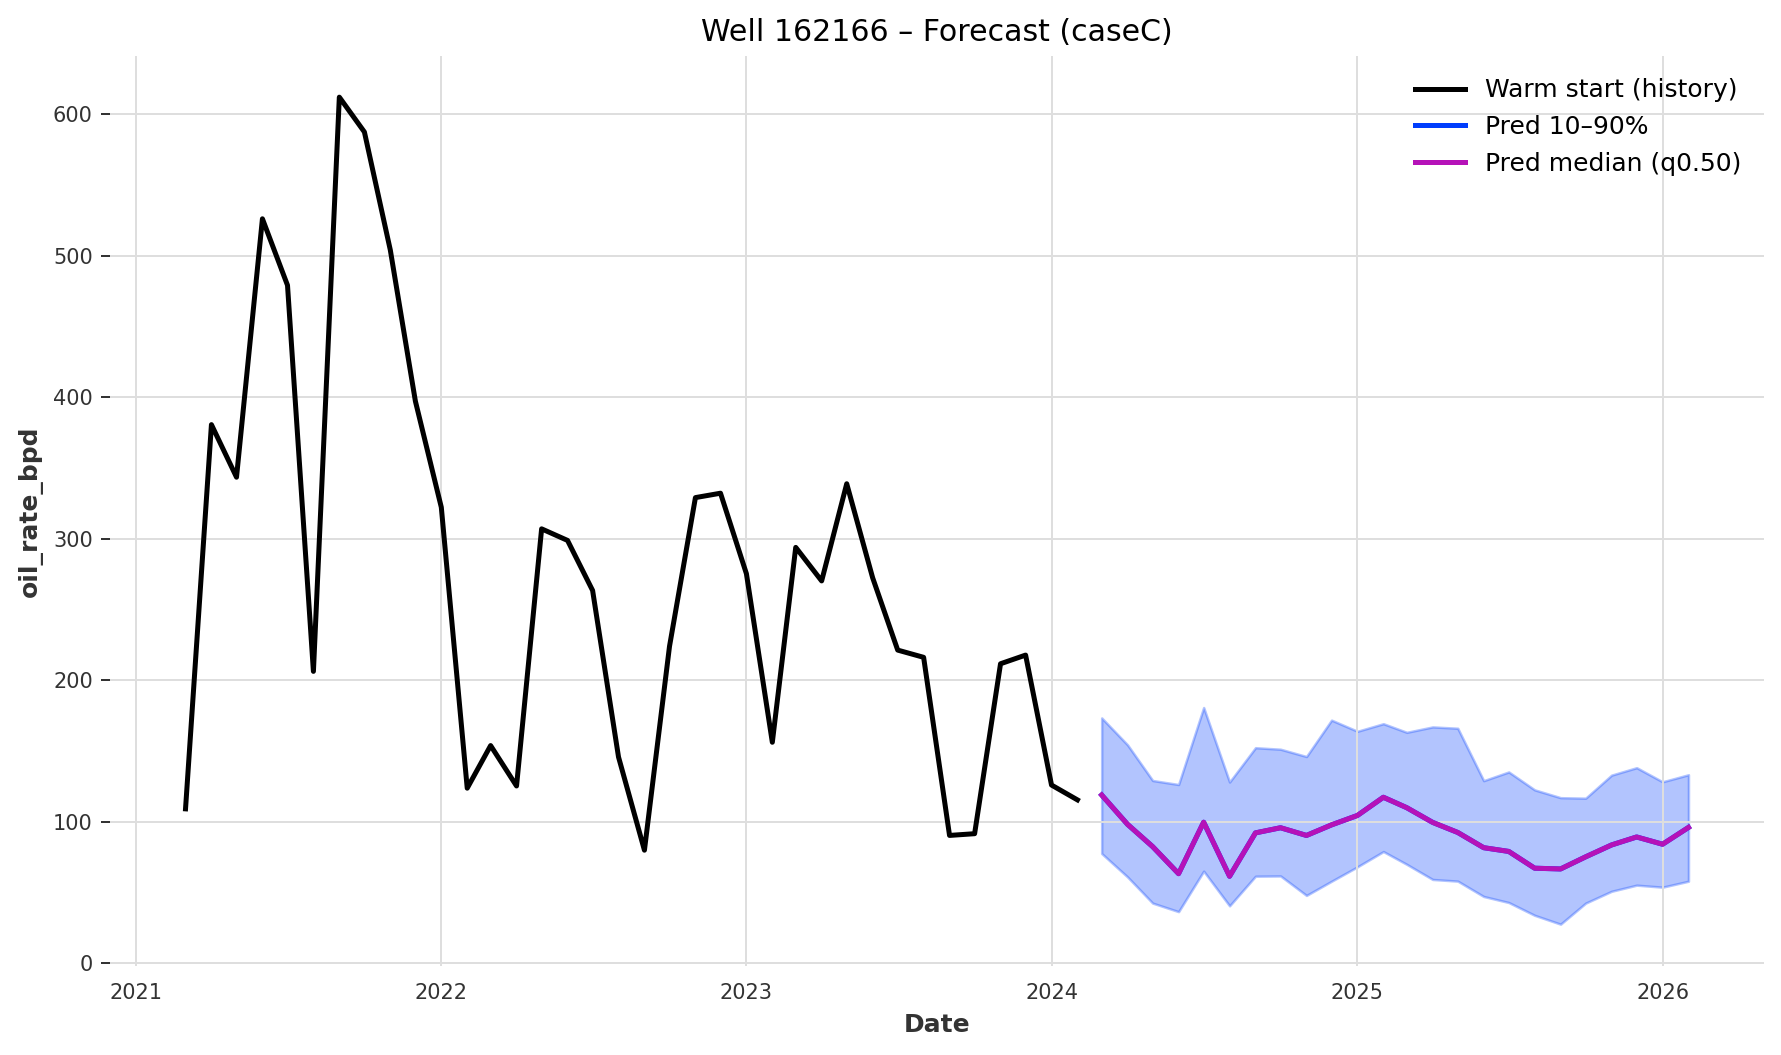 Well 162166 – Forecast (caseC)
Warm start (history)
Pred 10–90%
Pred median (q0.50)
oil_rate_bpd
600
500
400
300
200
100
0
2021
2022
2023
2024
2025
2026
Date